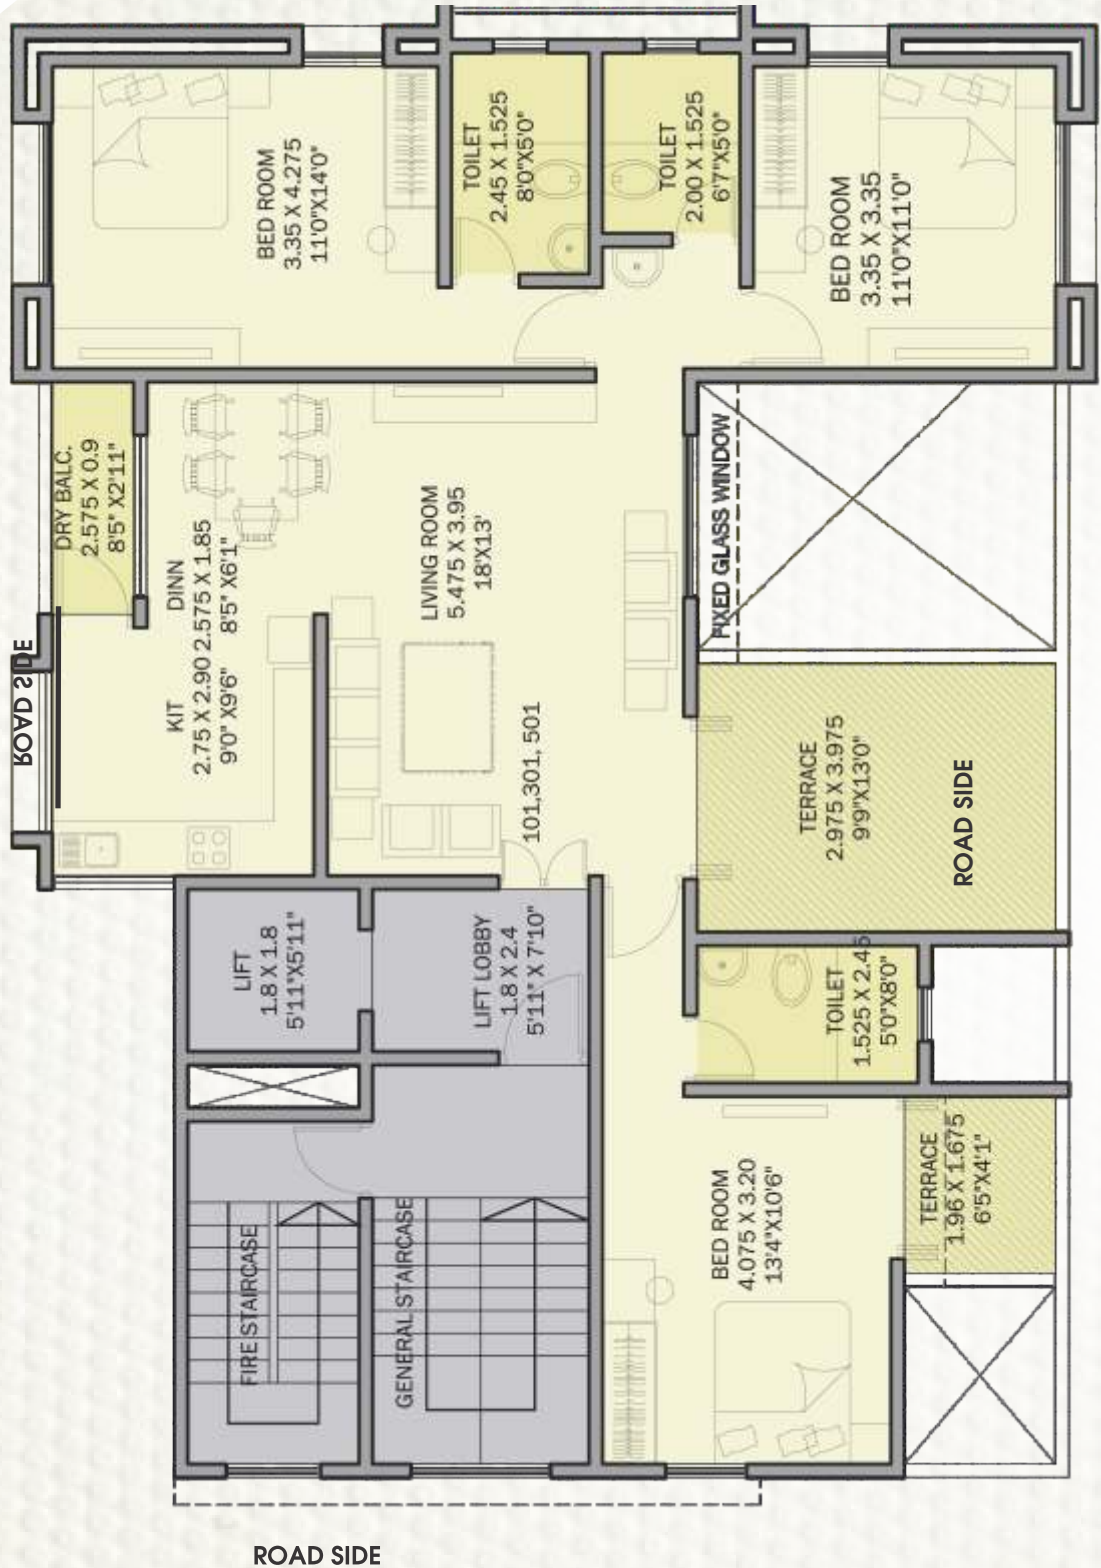 BED ROOM
3.35 X 4.275
11'0"X14'0"
TOILET
2.45 X 1.525
8'0"X5'0"
TOILET
2.00 X 1.525
6'7"X5'0"
BED ROOM
3.35 X 3.35
11'0"X11'0"
DRY BALC.
2.575 X 0.9
8'5" X2'11"
DINN
2.575 X 1.85
8'5" X6'1"
KIT
2.75 X 2.90
9'0" X9'6"
LIVING ROOM
5.475 X 3.95
18'X13'
FIXED GLASS WINDOW
ROAD SIDE
101,301, 501
TERRACE
2.975 X 3.975
9'9"X13'0"
ROAD SIDE
LIFT
1.8 X 1.8
5'11"X5'11"
LIFT LOBBY
1.8 X 2.4
5'11" X 7'10"
TOILET
1.525 X 2.45
5'0"X8'0"
FIRE STAIRCASE
GENERAL STAIRCASE
BED ROOM
4.075 X 3.20
13'4"X10'6"
TERRACE
1.96 X 1.675
6'5"X4'1"
ROAD SIDE